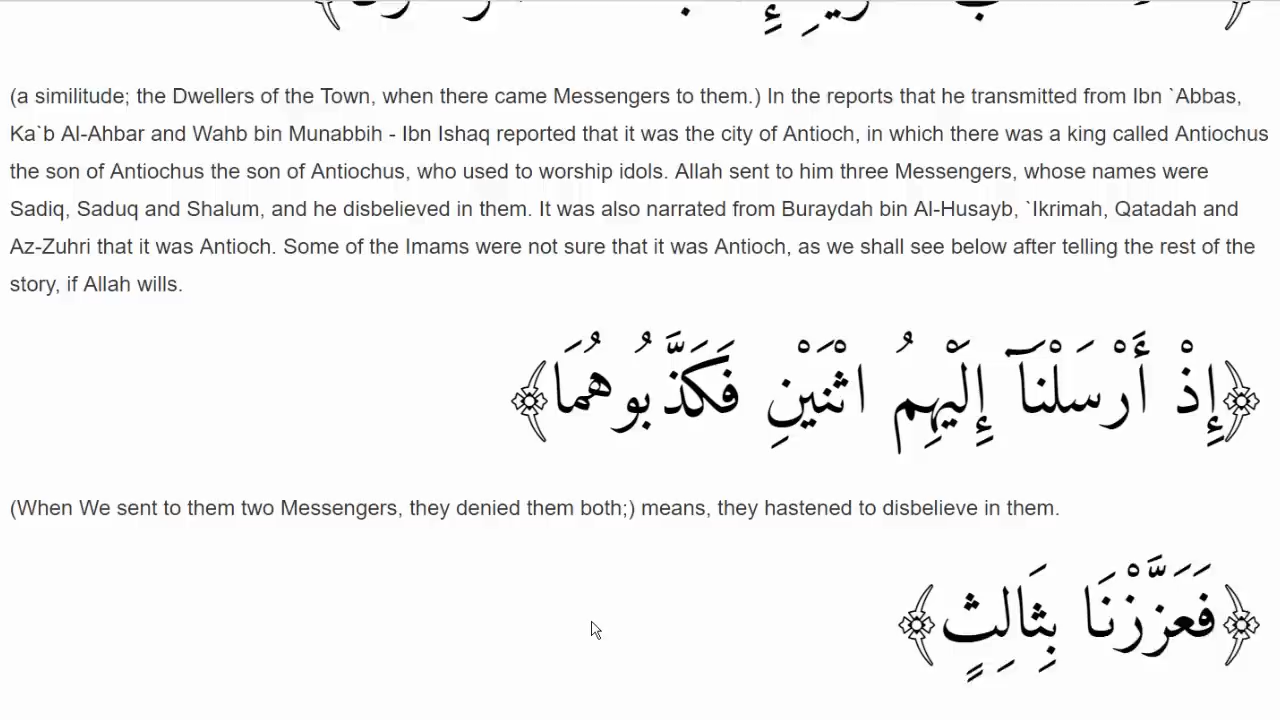 (a similitude; the Dwellers of the Town, when there came Messengers to them.) In the reports that he transmitted from Ibn `Abbas,
Ka`b Al-Ahbar and Wahb bin Munabbih - Ibn Ishaq reported that it was the city of Antioch, in which there was a king called Antiochus
the son of Antiochus the son of Antiochus, who used to worship idols. Allah sent to him three Messengers, whose names were
Sadiq, Saduq and Shalum, and he disbelieved in them. It was also narrated from Buraydah bin Al-Husayb, `Ikrimah, Qatadah and
Az-Zuhri that it was Antioch. Some of the Imams were not sure that it was Antioch, as we shall see below after telling the rest of the
story, if Allah wills.
﴿إِذْ أَرْسَلْنَآ إِلَيْهِمُ اثْنَيْنِ فَكَذَّبُوهُمَا﴾
(When We sent to them two Messengers, they denied them both;) means, they hastened to disbelieve in them.
﴿فَعَزَّزْنَا بِثَالِثٍ﴾